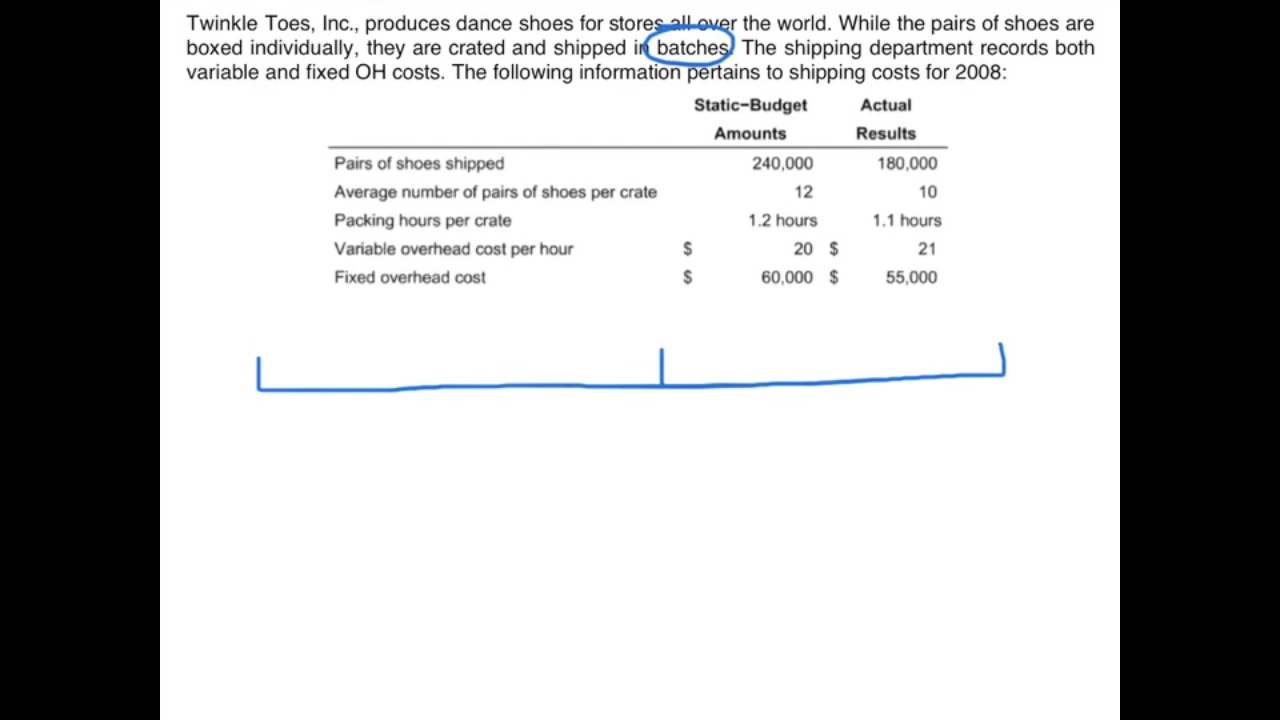 Twinkle Toes, Inc., produces dance shoes for stores all over the world. While the pairs of shoes are
boxed individually, they are crated and shipped in batches. The shipping department records both
variable and fixed OH costs. The following information pertains to shipping costs for 2008:
Static-Budget Actual
Amounts Results
Pairs of shoes shipped 240,000 180,000
Average number of pairs of shoes per crate 12 10
Packing hours per crate 1.2 hours 1.1 hours
Variable overhead cost per hour $ 20 $ 21
Fixed overhead cost $ 60,000 $ 55,000